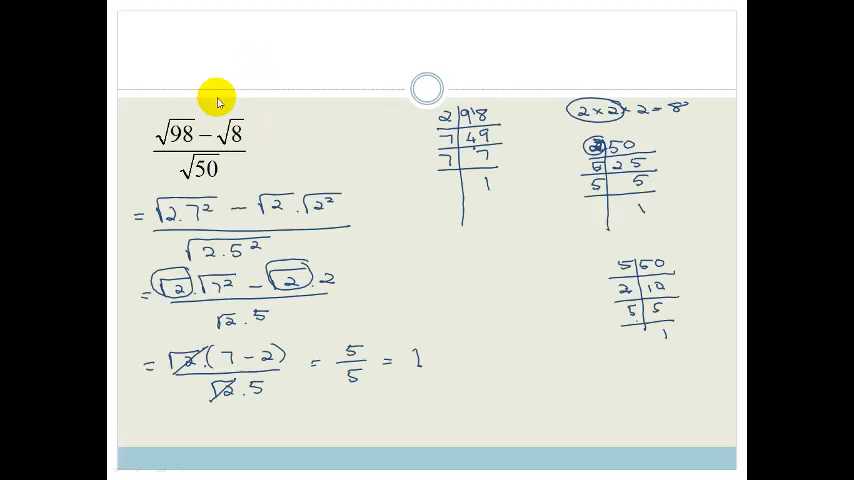 √98 − √8
√50
= √2.7² − √2 . √2²
√2.5²
= √2 . √7² − √2 . 2
√2 . 5
= √2 . (7 − 2) = 5 = 1
√2 . 5 5
2 | 98
7 | 49
7 | 7
1
2 × 2 × 2 = 8
2 | 50
5 | 25
5 | 5
1
5 | 50
2 | 10
5 | 5
1